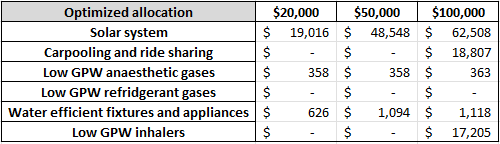 Optimized allocation $20,000 $50,000 $100,000
Solar system $ 19,016 $ 48,548 $ 62,508
Carpooling and ride sharing $ - $ - $ 18,807
Low GPW anaesthetic gases $ 358 $ 358 $ 363
Low GPW refridgerant gases $ - $ - $ -
Water efficient fixtures and appliances $ 626 $ 1,094 $ 1,118
Low GPW inhalers $ - $ - $ 17,205